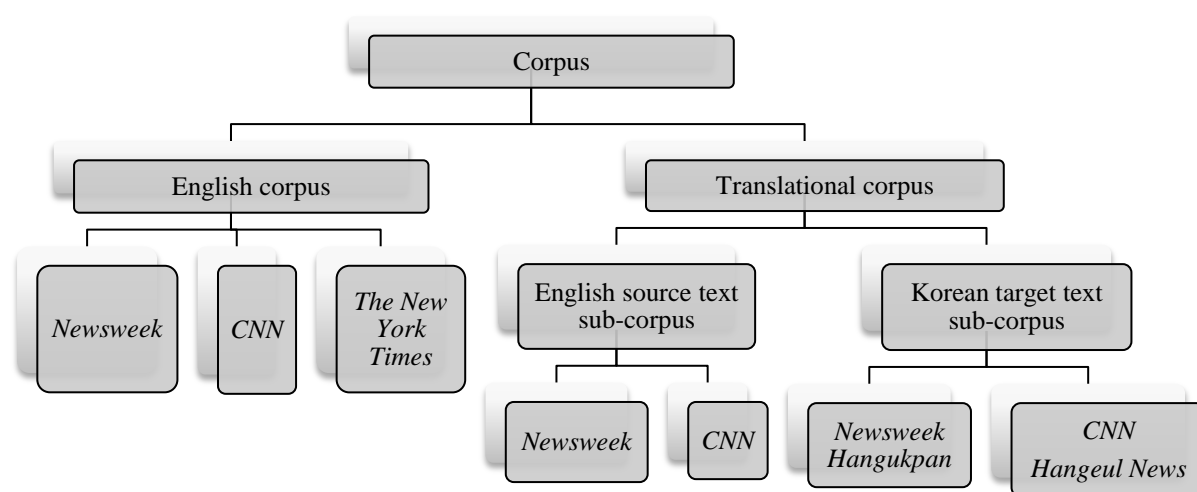 Corpus
English corpus
Translational corpus
Newsweek
CNN
The New
York
Times
English source text
sub-corpus
Korean target text
sub-corpus
Newsweek
CNN
Newsweek
Hangukpan
CNN
Hangeul News